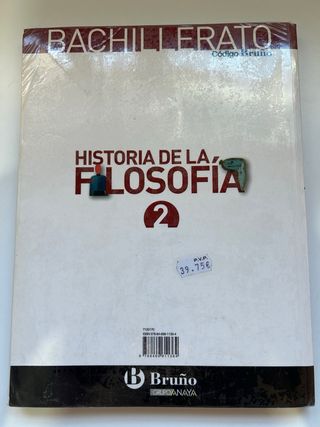 BACHILLERATO
Código Bruño
HISTORIA DE LA
FILOSOFÍA
2
P.V.P.
39.75€
Bruño
GRUPO ANAYA